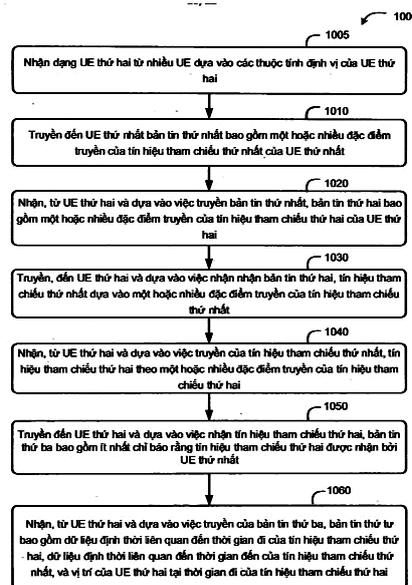 100
1005
Nhận dạng UE thứ hai từ nhiều UE dựa vào các thuộc tính định vị của UE thứ
hai
1010
Truyền đến UE thứ nhất bản tin thứ nhất bao gồm một hoặc nhiều đặc điểm
truyền của tín hiệu tham chiếu thứ nhất của UE thứ nhất
1020
Nhận, từ UE thứ hai và dựa vào việc truyền bản tin thứ nhất, bản tin thứ hai bao
gồm một hoặc nhiều đặc điểm truyền của tín hiệu tham chiếu thứ hai của UE thứ
hai
1030
Truyền, đến UE thứ hai và dựa vào việc nhận nhận bản tin thứ hai, tín hiệu tham
chiếu thứ nhất dựa vào một hoặc nhiều đặc điểm truyền của tín hiệu tham chiếu
thứ nhất
1040
Nhận, từ UE thứ hai và dựa vào việc truyền của tín hiệu tham chiếu thứ nhất, tín
hiệu tham chiếu thứ hai theo một hoặc nhiều đặc điểm truyền của tín hiệu tham
chiếu thứ hai
1050
Truyền đến UE thứ hai và dựa vào việc nhận tín hiệu tham chiếu thứ hai, bản tin
thứ ba bao gồm ít nhất chỉ báo rằng tín hiệu tham chiếu thứ hai được nhận bởi
UE thứ nhất
1060
Nhận, từ UE thứ hai và dựa vào việc truyền của bản tin thứ ba, bản tin thứ tư
bao gồm dữ liệu định thời liên quan đến thời gian đi của tín hiệu tham chiếu thứ
hai, dữ liệu định thời liên quan đến thời gian đến của tín hiệu tham chiếu thứ
nhất, và vị trí của UE thứ hai tại thời gian đi của tín hiệu tham chiếu thứ hai